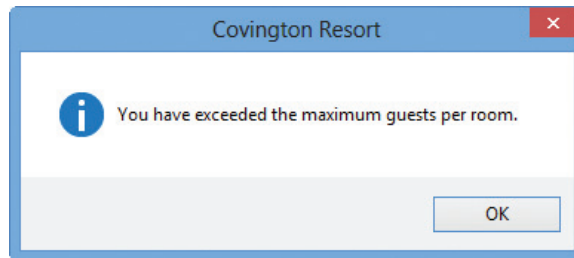 Covington Resort
You have exceeded the maximum guests per room.
OK